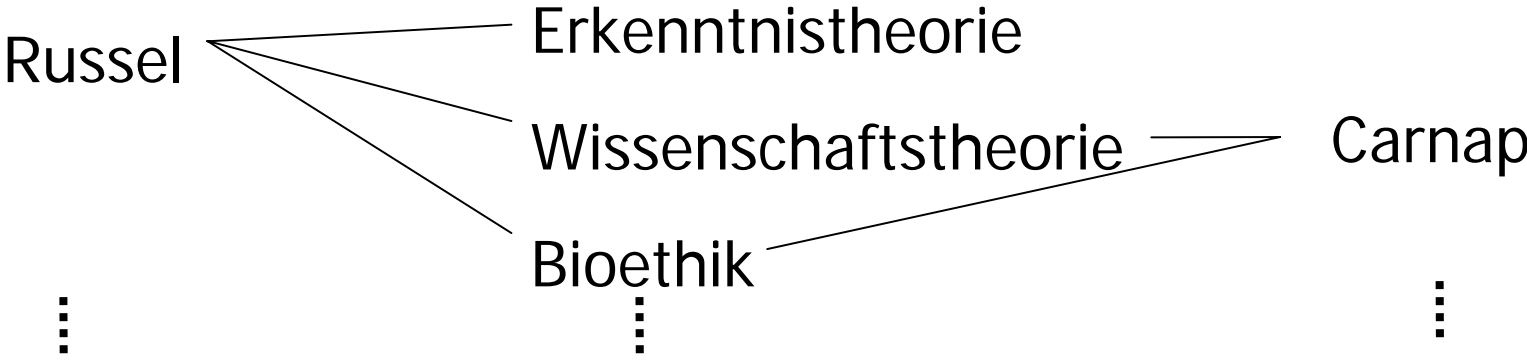 Russel
Erkenntnistheorie
Wissenschaftstheorie
Bioethik
Carnap